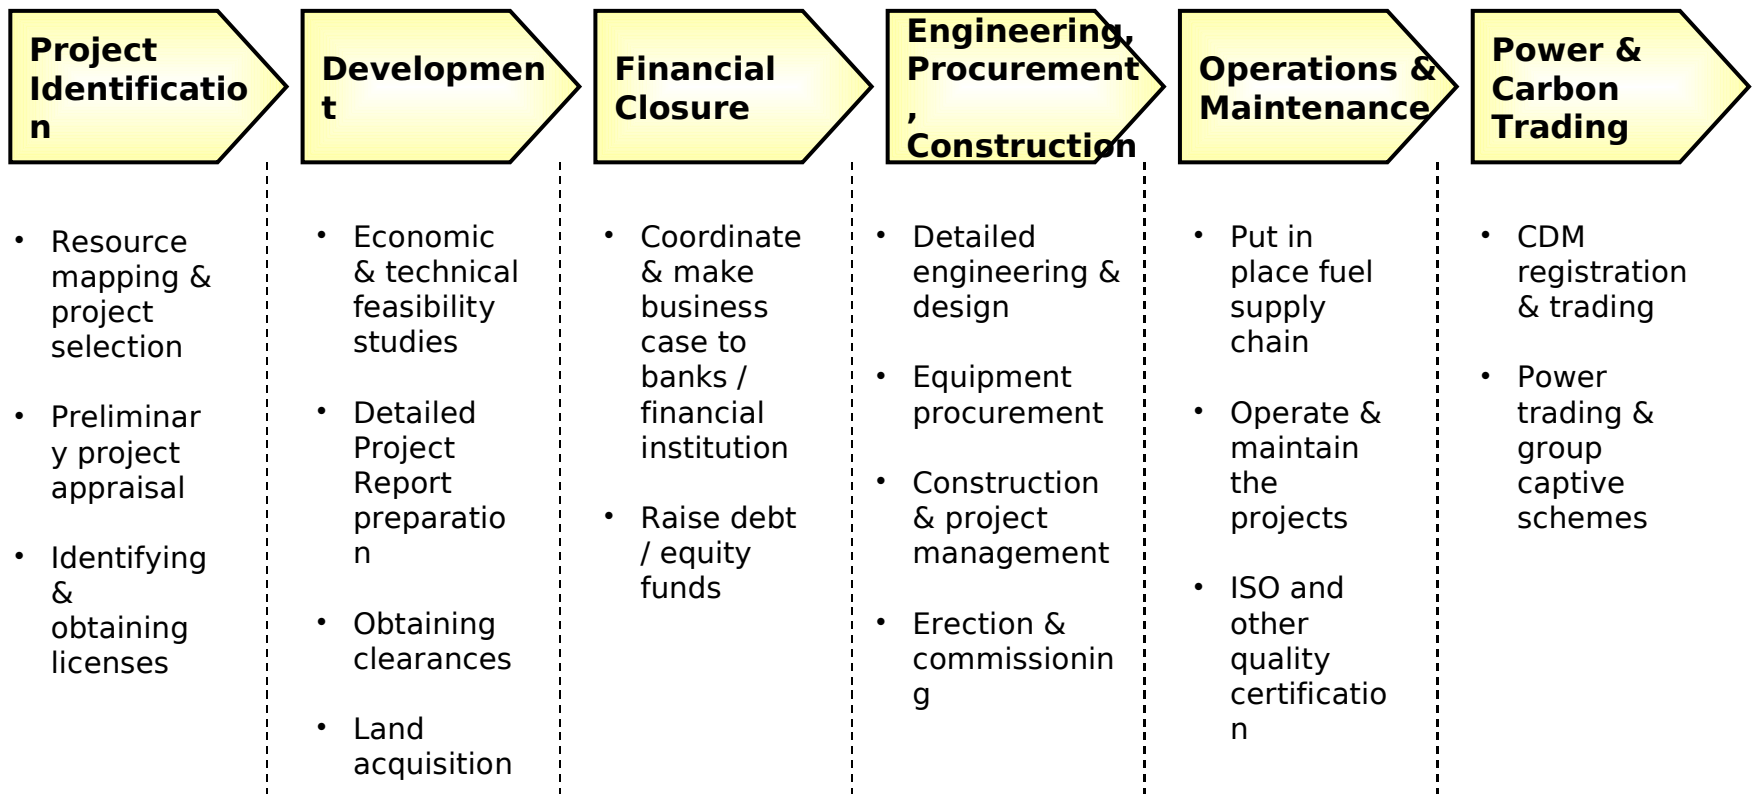 Project
Identificatio
n
Developmen
t
Financial
Closure
Engineering,
Procurement
,
Construction
Operations &
Maintenance
Power &
Carbon
Trading
• Resource
mapping &
project
selection
• Preliminar
y project
appraisal
• Identifying
&
obtaining
licenses
• Economic
& technical
feasibility
studies
• Detailed
Project
Report
preparatio
n
• Obtaining
clearances
• Land
acquisition
• Coordinate
& make
business
case to
banks /
financial
institution
• Raise debt
/ equity
funds
• Detailed
engineering &
design
• Equipment
procurement
• Construction
& project
management
• Erection &
commissionin
g
• Put in
place fuel
supply
chain
• Operate &
maintain
the
projects
• ISO and
other
quality
certificatio
n
• CDM
registration
& trading
• Power
trading &
group
captive
schemes